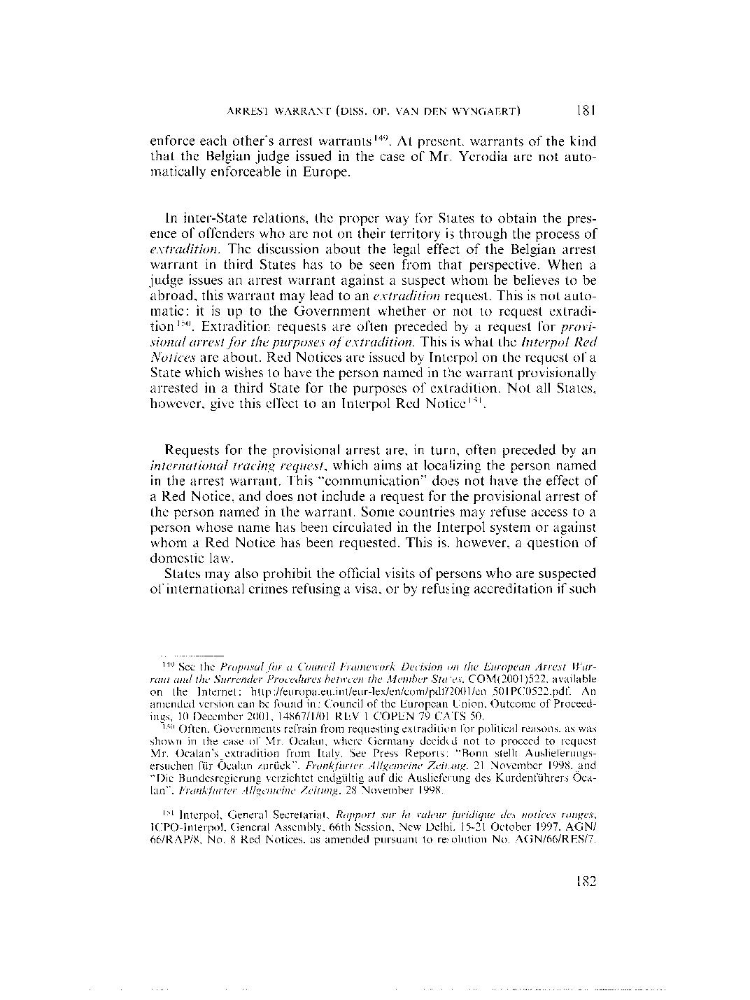 ARREST WARRANT (DISS. OP. VAN DEN WYNGAERT) 181
enforce each other's arrest warrants 149. At present, warrants of the kind
that the Belgian judge issued in the case of Mr. Yerodia are not auto-
matically enforceable in Europe.
In inter-State relations, the proper way for States to obtain the pres-
ence of offenders who are not on their territory is through the process of
extradition. The discussion about the legal effect of the Belgian arrest
warrant in third States has to be seen from that perspective. When a
judge issues an arrest warrant against a suspect whom he believes to be
abroad, this warrant may lead to an extradition request. This is not auto-
matic: it is up to the Government whether or not to request extradi-
tion 150. Extradition requests are often preceded by a request for provi-
sional arrest for the purposes of extradition. This is what the Interpol Red
Notices are about. Red Notices are issued by Interpol on the request of a
State which wishes to have the person named in the warrant provisionally
arrested in a third State for the purposes of extradition. Not all States,
however, give this effect to an Interpol Red Notice 151.
Requests for the provisional arrest are, in turn, often preceded by an
international tracing request, which aims at localizing the person named
in the arrest warrant. This "communication" does not have the effect of
a Red Notice, and does not include a request for the provisional arrest of
the person named in the warrant. Some countries may refuse access to a
person whose name has been circulated in the Interpol system or against
whom a Red Notice has been requested. This is, however, a question of
domestic law.
States may also prohibit the official visits of persons who are suspected
of international crimes refusing a visa, or by refusing accreditation if such
149 See the Proposal for a Council Framework Decision on the European Arrest War-
rant and the Surrender Procedures between the Member States, COM(2001)522, available
on the Internet: http://europa.eu.int/eur-lex/en/com/pdf/2001/en_501PC0522.pdf. An
amended version can be found in: Council of the European Union, Outcome of Proceed-
ings, 10 December 2001, 14867/1/01 REV 1 COPEN 79 CATS 50.
150 Often, Governments refrain from requesting extradition for political reasons, as was
shown in the case of Mr. Ocalan, where Germany decided not to proceed to request
Mr. Ocalan's extradition from Italy. See Press Reports: "Bonn stellt Auslieferungs-
ersuchen für Öcalan zurück", Frankfurter Allgemeine Zeitung, 21 November 1998, and
"Die Bundesregierung verzichtet endgültig auf die Auslieferung des Kurdenführers Öca-
lan", Frankfurter Allgemeine Zeitung, 28 November 1998.
151 Interpol, General Secretariat, Rapport sur la valeur juridique des notices rouges,
ICPO-Interpol, General Assembly, 66th Session, New Delhi, 15-21 October 1997, AGN/
66/RAP/8, No. 8 Red Notices, as amended pursuant to resolution No. AGN/66/RES/7.
182